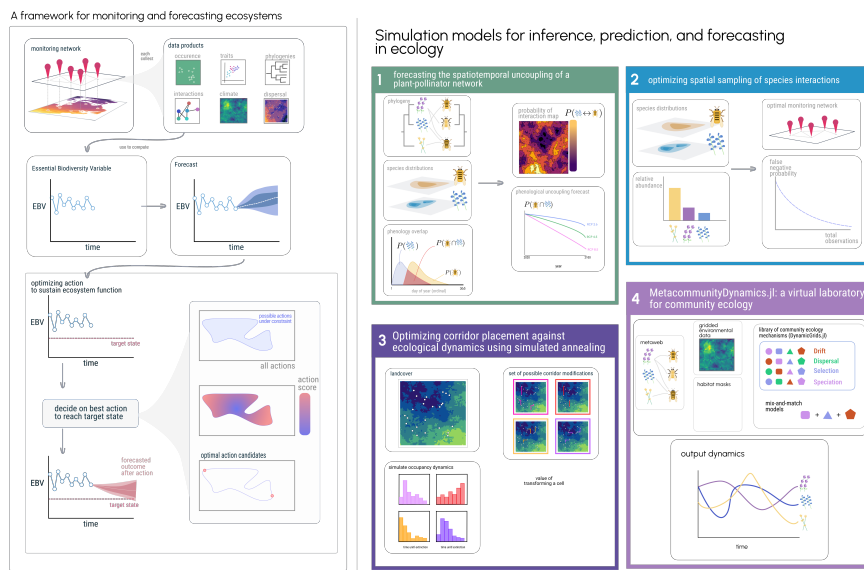 A framework for monitoring and forecasting ecosystems
monitoring network
each
collect
data products
occurence
traits
phylogenies
interactions
climate
dispersal
use to compute
Essential Biodiversity Variable
EBV
time
Forecast
EBV
time
optimizing action
to sustain ecosystem function
EBV
target state
time
decide on best action
to reach target state
EBV
forecasted
outcome
after action
target state
time
possible actions
under constraint
all actions
action
score
optimal action candidates
Simulation models for inference, prediction, and forecasting
in ecology
1
forecasting the spatiotemporal uncoupling of a
plant-pollinator network
phylogeny
species distributions
phenology overlap
day of year (scaled)
probability of
interaction map
phenological uncoupling forecast
year
2
optimizing spatial sampling of species interactions
species distributions
relative
abundance
optimal monitoring network
false
negative
probability
total
observations
3
Optimizing corridor placement against
ecological dynamics using simulated annealing
landcover
set of possible corridor modifications
simulate occupancy dynamics
time until extinction
time until extinction
value of
transforming a cell
4
MetacommunityDynamics.jl: a virtual laboratory
for community ecology
metaweb
gridded
environmental
data
habitat masks
library of community ecology
mechanisms (DynamicGrids.jl)
Drift
Dispersal
Selection
Speciation
mix-and-match
models
+ +
output dynamics
time